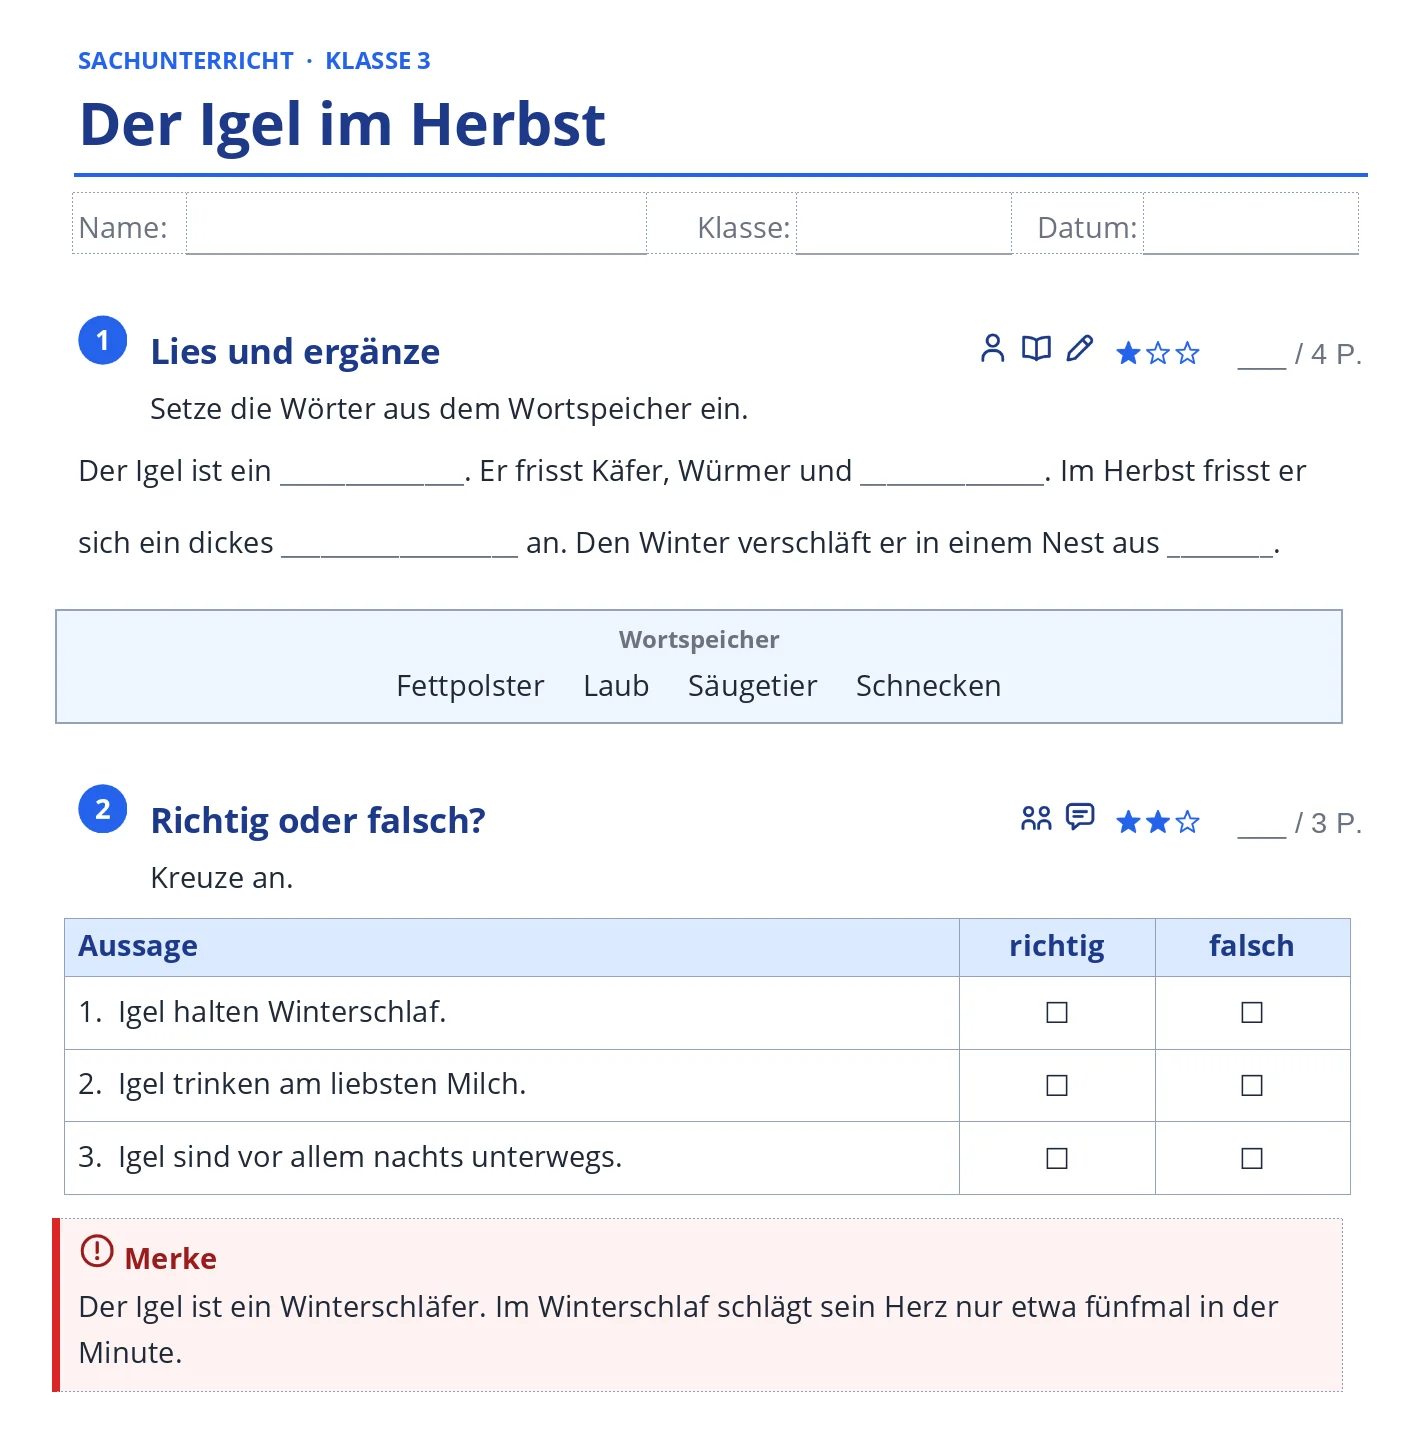 SACHUNTERRICHT · KLASSE 3
Der Igel im Herbst
Name: Klasse: Datum:
1 Lies und ergänze ___ / 4 P.
Setze die Wörter aus dem Wortspeicher ein.
Der Igel ist ein ______________. Er frisst Käfer, Würmer und ______________. Im Herbst frisst er
sich ein dickes __________________ an. Den Winter verschläft er in einem Nest aus ________.
Wortspeicher
Fettpolster Laub Säugetier Schnecken
2 Richtig oder falsch? ___ / 3 P.
Kreuze an.
Aussage richtig falsch
1. Igel halten Winterschlaf. ☐ ☐
2. Igel trinken am liebsten Milch. ☐ ☐
3. Igel sind vor allem nachts unterwegs. ☐ ☐
Merke
Der Igel ist ein Winterschläfer. Im Winterschlaf schlägt sein Herz nur etwa fünfmal in der
Minute.